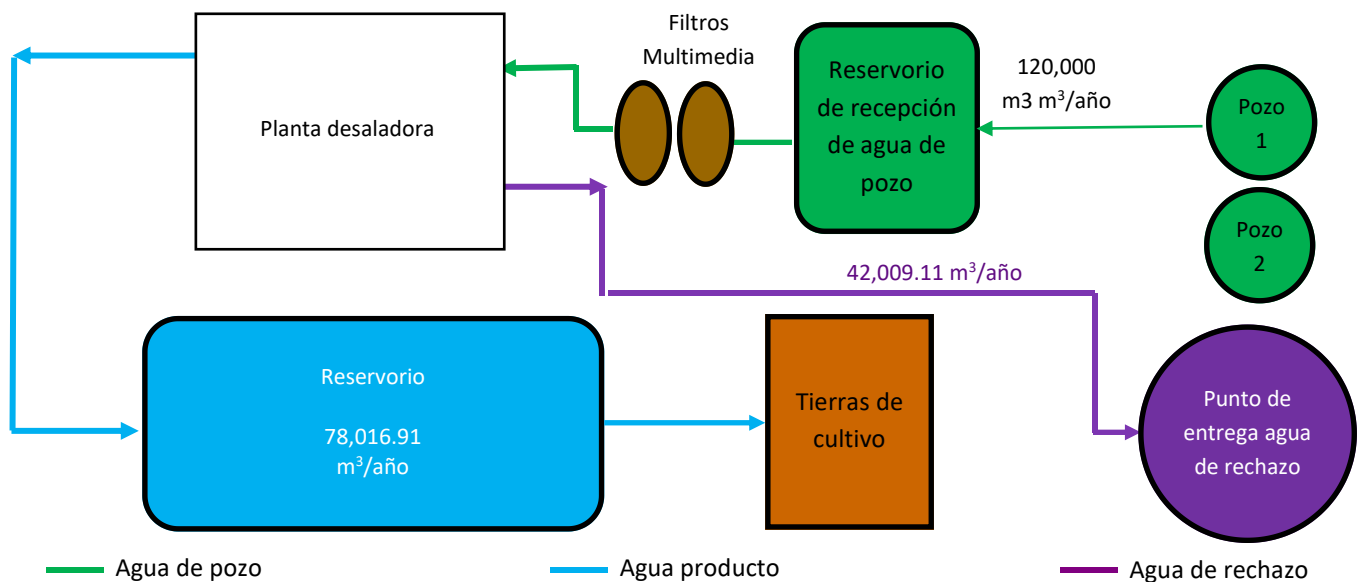 Filtros
Multimedia
Planta desaladora
Reservorio
de recepción
de agua de
pozo
120,000
m3 m³/año
Pozo
1
Pozo
2
42,009.11 m³/año
Reservorio
78,016.91
m³/año
Tierras de
cultivo
Punto de
entrega agua
de rechazo
Agua de pozo
Agua producto
Agua de rechazo